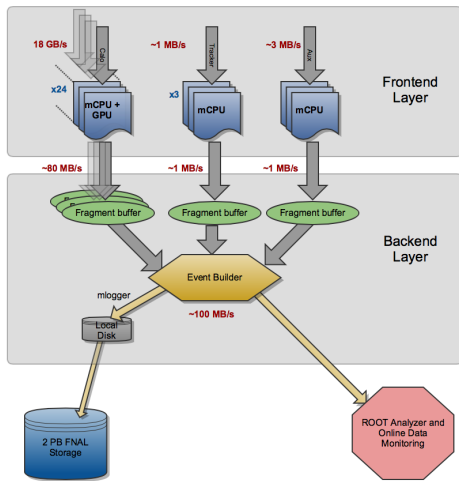 18 GB/s
~1 MB/s
~3 MB/s
Calo
Tracker
Aux
x24
x3
mCPU +
GPU
mCPU
mCPU
Frontend
Layer
~80 MB/s
~1 MB/s
~1 MB/s
Fragment buffer
Fragment buffer
Fragment buffer
Backend
Layer
Event Builder
mlogger
~100 MB/s
Local
Disk
2 PB FNAL
Storage
ROOT Analyzer and
Online Data
Monitoring